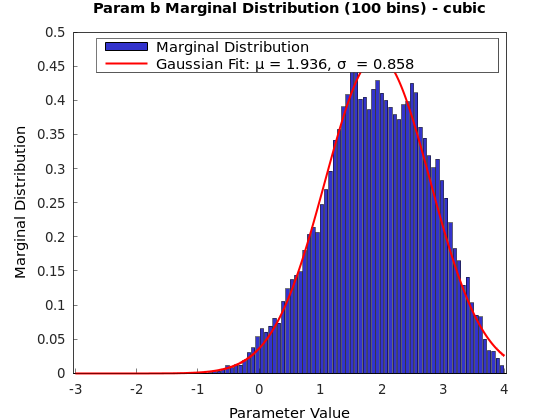 Param b Marginal Distribution (100 bins) - cubic
Marginal Distribution
Gaussian Fit: μ = 1.936, σ = 0.858
0.5
0.45
0.4
0.35
0.3
0.25
0.2
0.15
0.1
0.05
0
Marginal Distribution
-3 -2 -1 0 1 2 3 4
Parameter Value